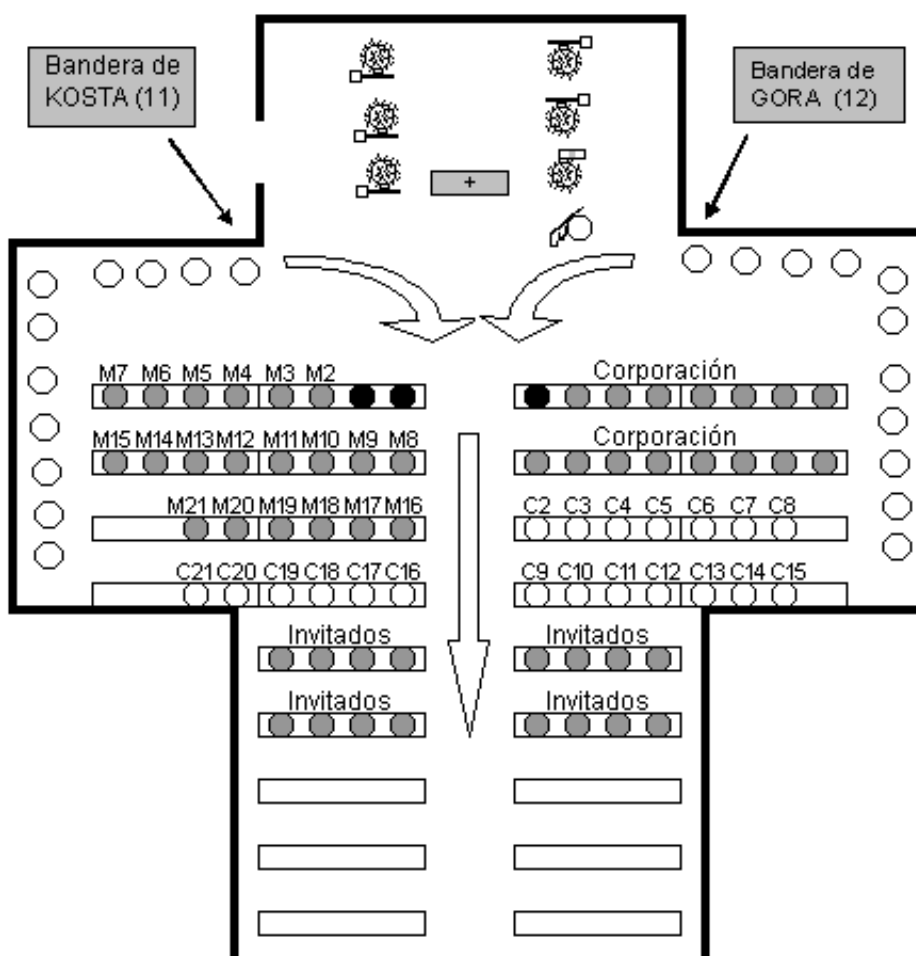 Bandera de
KOSTA (11)
Bandera de
GORA (12)
+
M7 M6 M5 M4 M3 M2
Corporación
M15 M14 M13 M12 M11 M10 M9 M8
Corporación
M21 M20 M19 M18 M17 M16
C2 C3 C4 C5 C6 C7 C8
C21 C20 C19 C18 C17 C16
C9 C10 C11 C12 C13 C14 C15
Invitados
Invitados
Invitados
Invitados